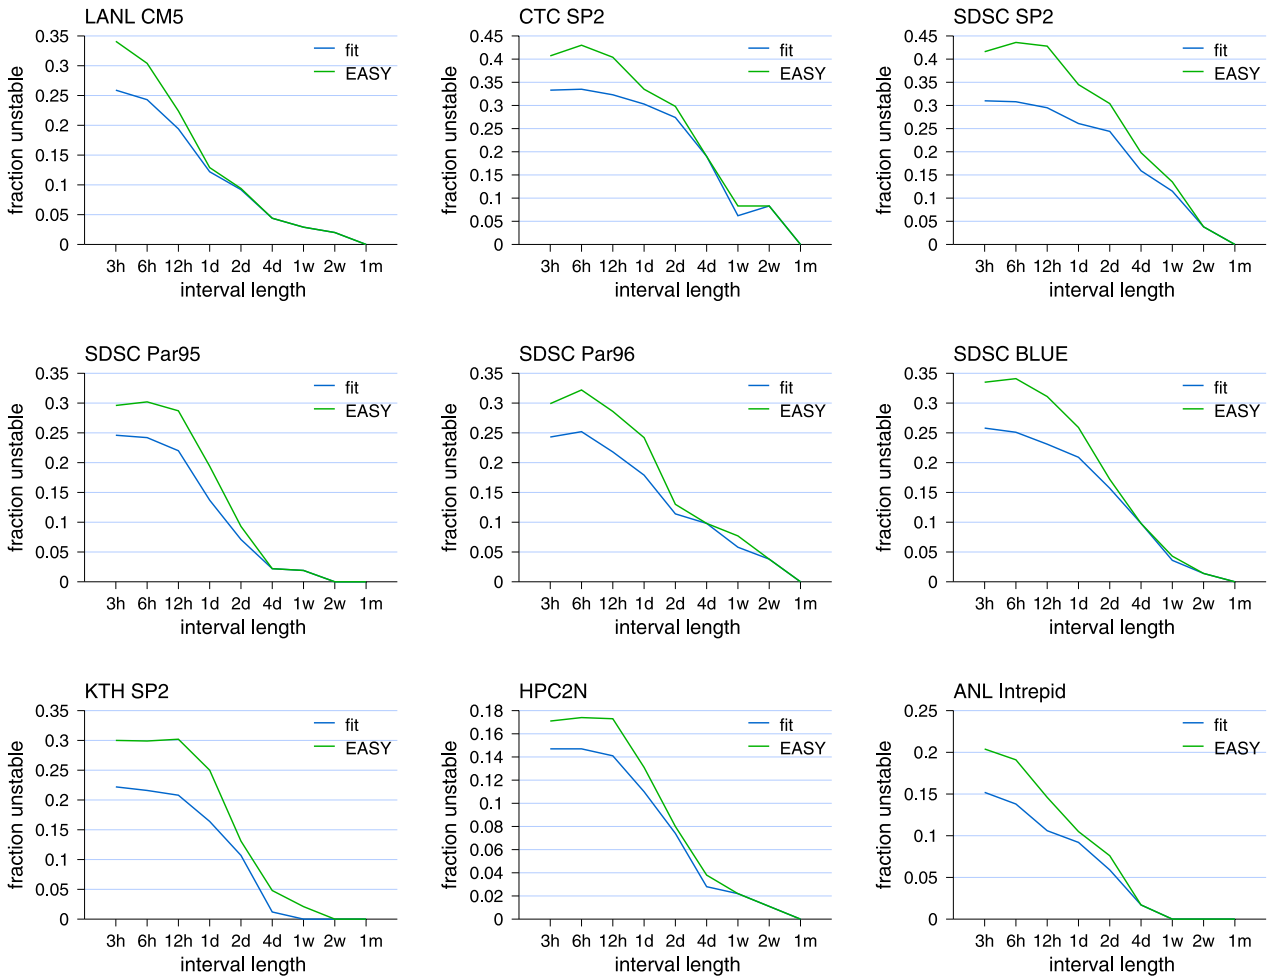 LANL CM5
fraction unstable
0.35
0.3
0.25
0.2
0.15
0.1
0.05
0
fit
EASY
3h 6h 12h 1d 2d 4d 1w 2w 1m
interval length
CTC SP2
fraction unstable
0.45
0.4
0.35
0.3
0.25
0.2
0.15
0.1
0.05
0
fit
EASY
3h 6h 12h 1d 2d 4d 1w 2w 1m
interval length
SDSC SP2
fraction unstable
0.45
0.4
0.35
0.3
0.25
0.2
0.15
0.1
0.05
0
fit
EASY
3h 6h 12h 1d 2d 4d 1w 2w 1m
interval length
SDSC Par95
fraction unstable
0.35
0.3
0.25
0.2
0.15
0.1
0.05
0
fit
EASY
3h 6h 12h 1d 2d 4d 1w 2w 1m
interval length
SDSC Par96
fraction unstable
0.35
0.3
0.25
0.2
0.15
0.1
0.05
0
fit
EASY
3h 6h 12h 1d 2d 4d 1w 2w 1m
interval length
SDSC BLUE
fraction unstable
0.35
0.3
0.25
0.2
0.15
0.1
0.05
0
fit
EASY
3h 6h 12h 1d 2d 4d 1w 2w 1m
interval length
KTH SP2
fraction unstable
0.35
0.3
0.25
0.2
0.15
0.1
0.05
0
fit
EASY
3h 6h 12h 1d 2d 4d 1w 2w 1m
interval length
HPC2N
fraction unstable
0.18
0.16
0.14
0.12
0.1
0.08
0.06
0.04
0.02
0
fit
EASY
3h 6h 12h 1d 2d 4d 1w 2w 1m
interval length
ANL Intrepid
fraction unstable
0.25
0.2
0.15
0.1
0.05
0
fit
EASY
3h 6h 12h 1d 2d 4d 1w 2w 1m
interval length